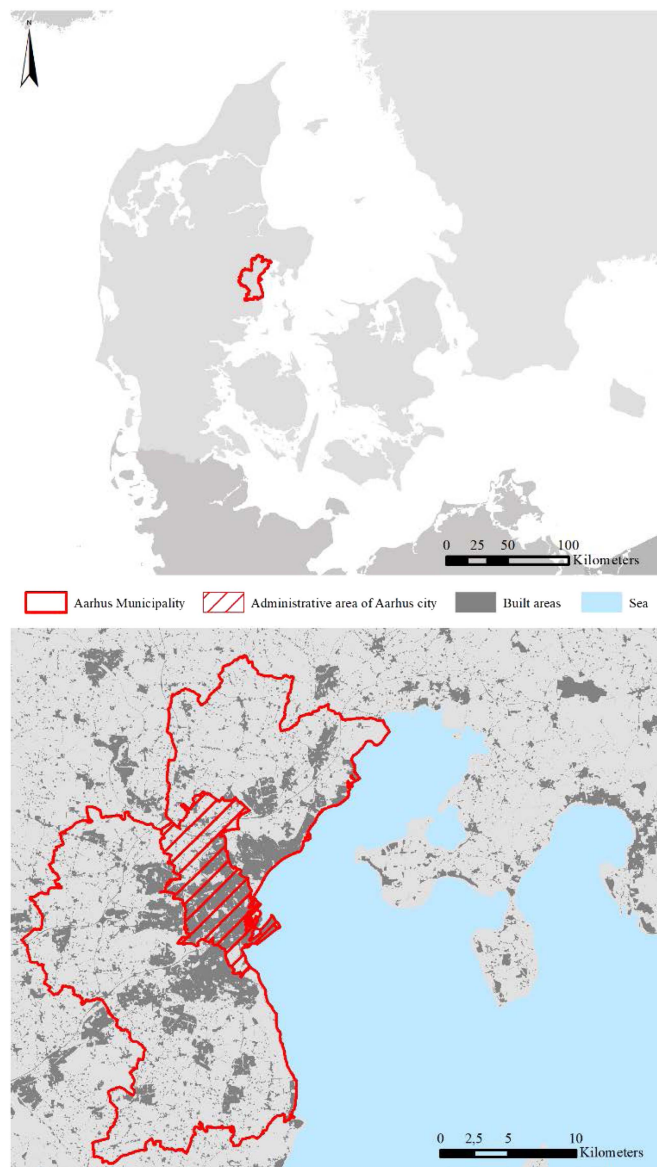 N
0 25 50 100
Kilometers
Aarhus Municipality Administrative area of Aarhus city Built areas Sea
0 2,5 5 10
Kilometers